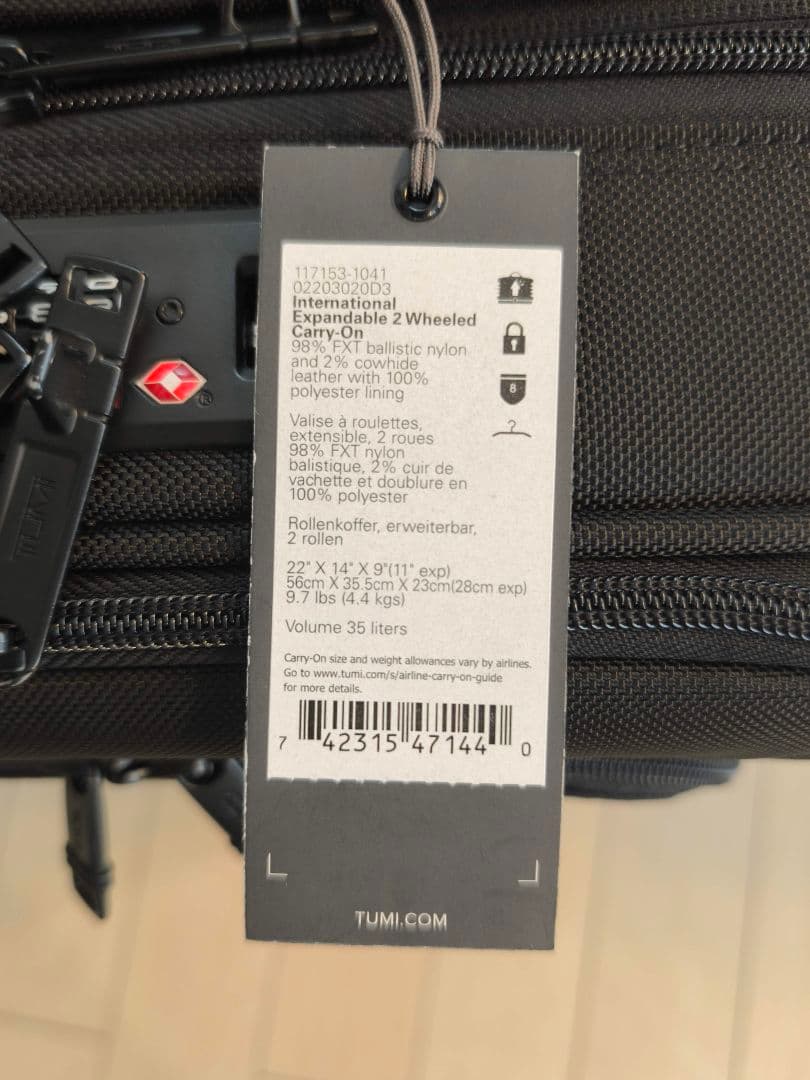 117153-1041
02203020D3
International
Expandable 2 Wheeled
Carry-On
98% FXT ballistic nylon
and 2% cowhide
leather with 100%
polyester lining
Valise à roulettes,
extensible, 2 roues
98% FXT nylon
balistique, 2% cuir de
vachette et doublure en
100% polyester
Rollenkoffer, erweiterbar,
2 rollen
22" X 14" X 9"(11" exp)
56cm X 35.5cm X 23cm(28cm exp)
9.7 lbs (4.4 kgs)
Volume 35 liters
Carry-On size and weight allowances vary by airlines.
Go to www.tumi.com/s/airline-carry-on-guide
for more details.
7 42315 47144 0
TUMI.COM
8
TUMI